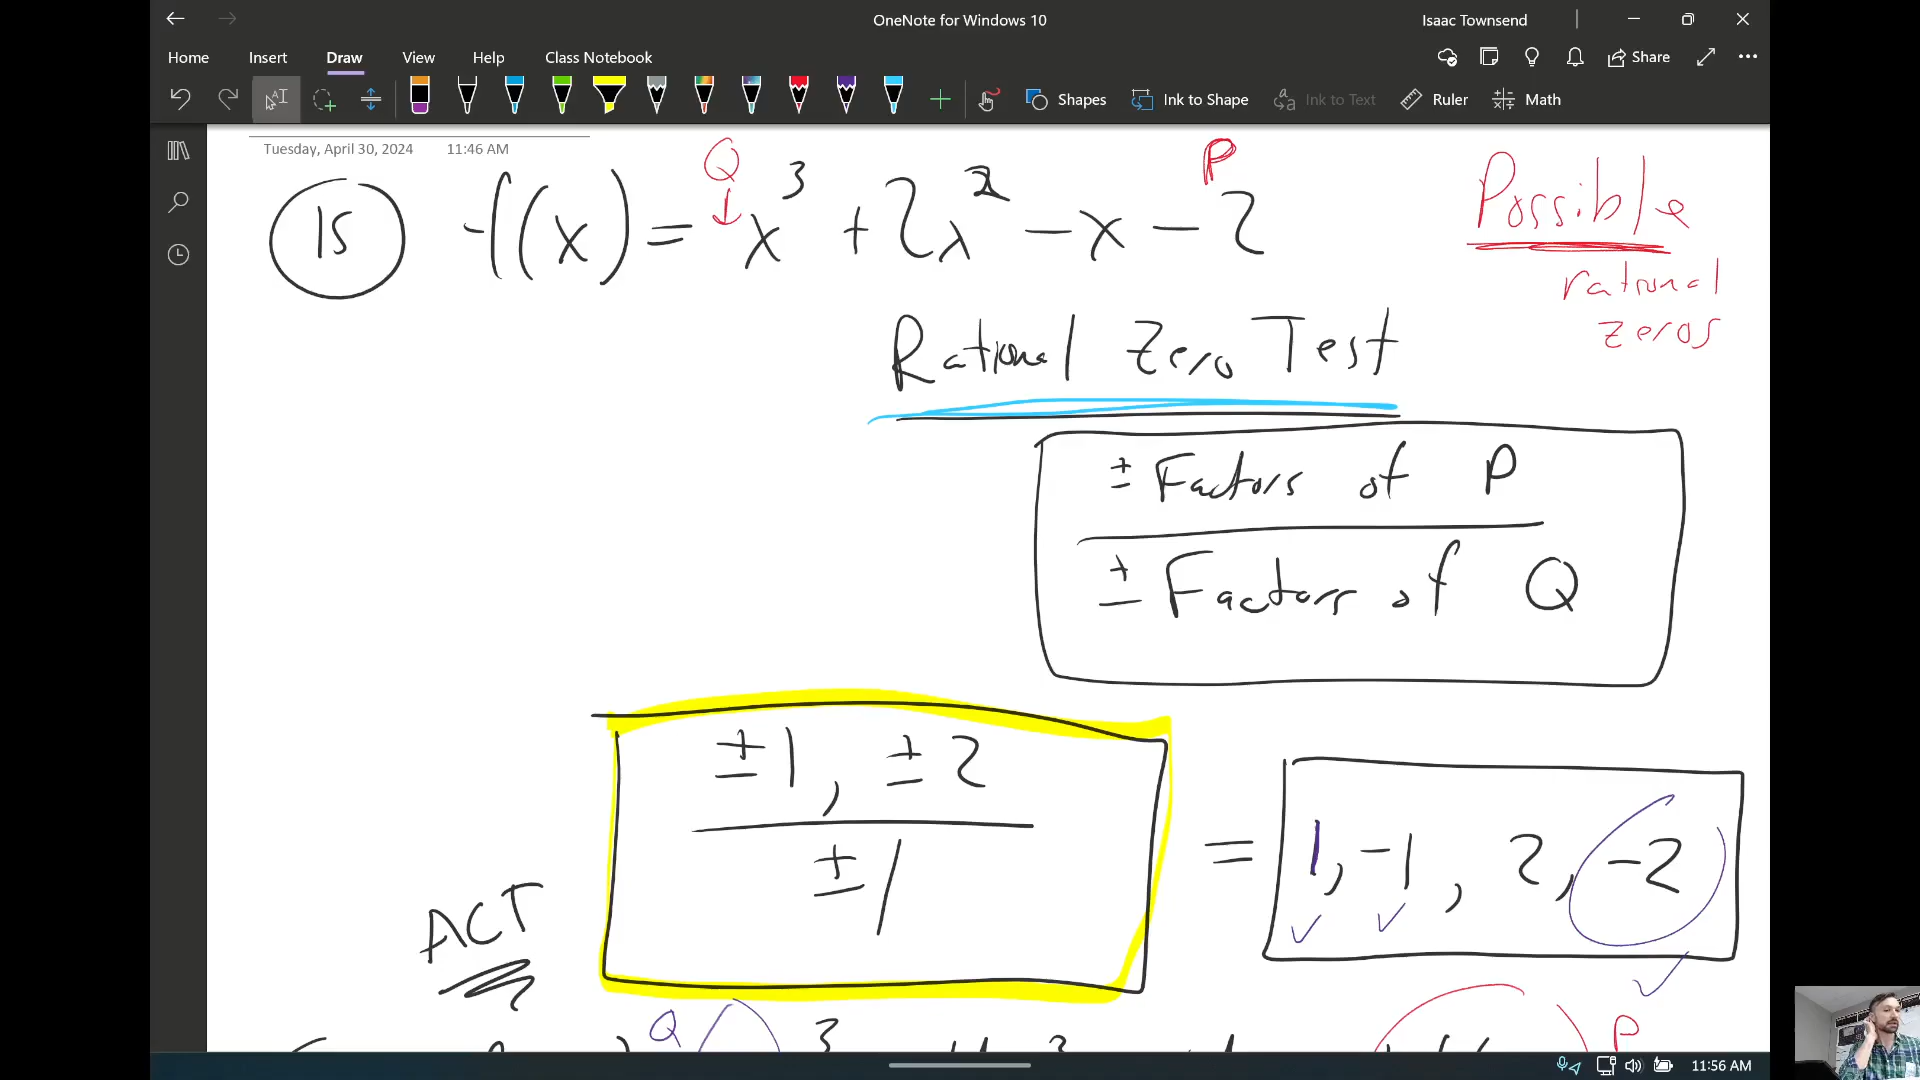 OneNote for Windows 10
Isaac Townsend
Home Insert Draw View Help Class Notebook
Share
Shapes Ink to Shape Ink to Text Ruler Math
Tuesday, April 30, 2024 11:46 AM
Q P
15 f(x) = x³ + 2x² - x - 2
Possible
rational
zeros
Rational Zero Test
± Factors of P
± Factors of Q
±1, ±2
±1
= 1, -1, 2, -2
ACT
Q 3 P
11:56 AM